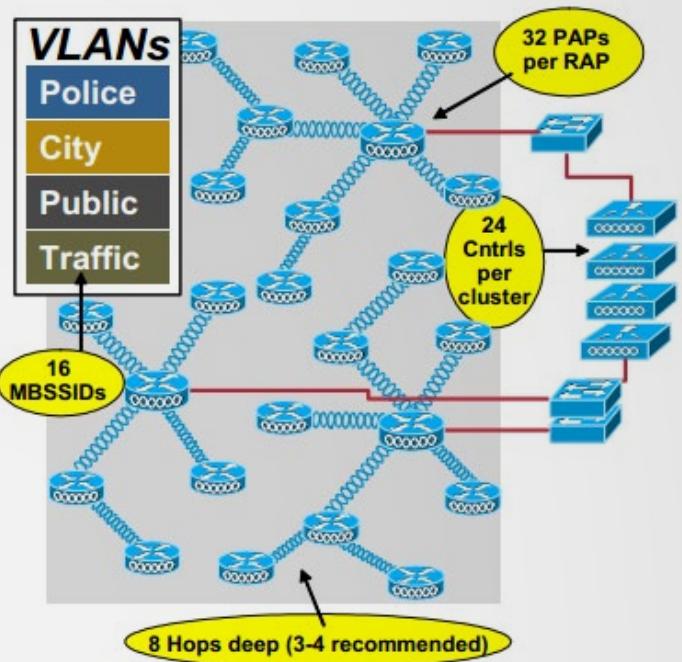 VLANs
Police
City
Public
Traffic
32 PAPs
per RAP
24
Cntrls
per
cluster
16
MBSSIDs
8 Hops deep (3-4 recommended)